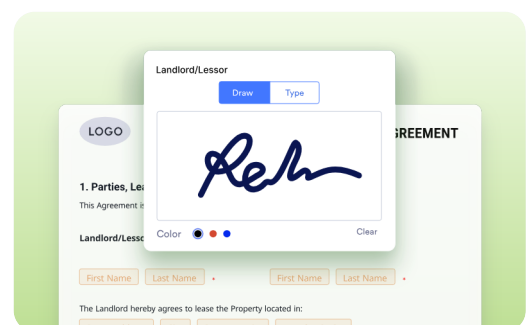 Landlord/Lessor
Draw Type
LOGO
GREEMENT
1. Parties, Lea
This Agreement is
Landlord/Lesso
Color Clear
First Name Last Name * First Name Last Name *
The Landlord hereby agrees to lease the Property located in: